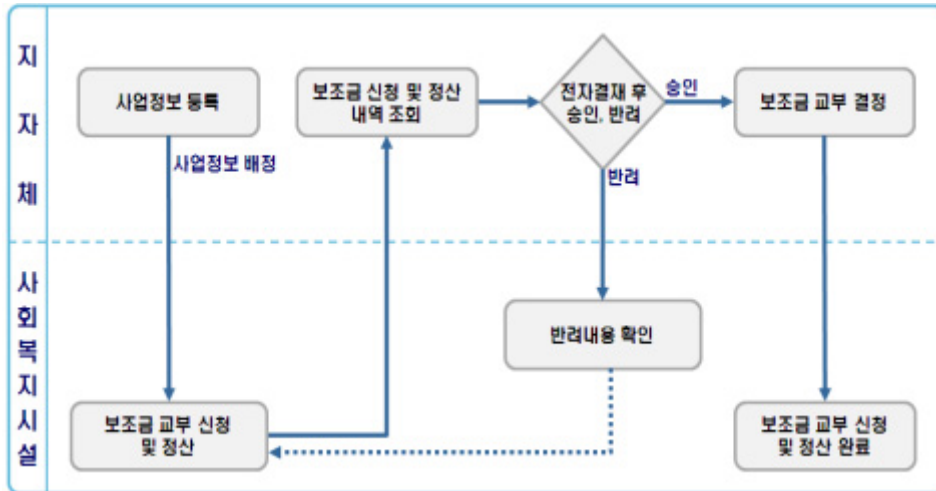 지자체
사업정보 등록
보조금 신청 및 정산
내역 조회
전자결재 후
승인, 반려
승인
보조금 교부 결정
사업정보 배정
반려
사회복지시설
반려내용 확인
보조금 교부 신청
및 정산
보조금 교부 신청
및 정산 완료